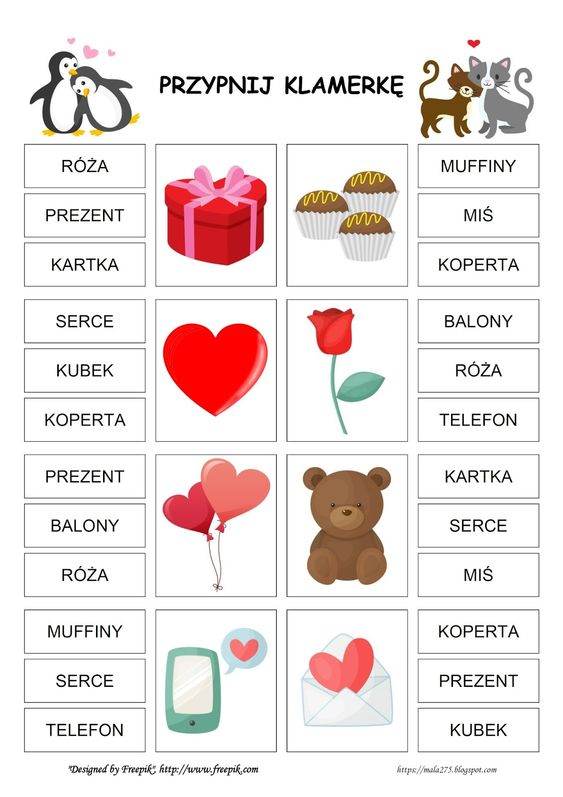 PRZYPNIJ KLAMERKĘ
RÓŻA
PREZENT
KARTKA
MUFFINY
MIŚ
KOPERTA
SERCE
KUBEK
KOPERTA
BALONY
RÓŻA
TELEFON
PREZENT
BALONY
RÓŻA
KARTKA
SERCE
MIŚ
MUFFINY
SERCE
TELEFON
KOPERTA
PREZENT
KUBEK
"Designed by Freepik", http://www.freepik.com
https://mala275.blogspot.com